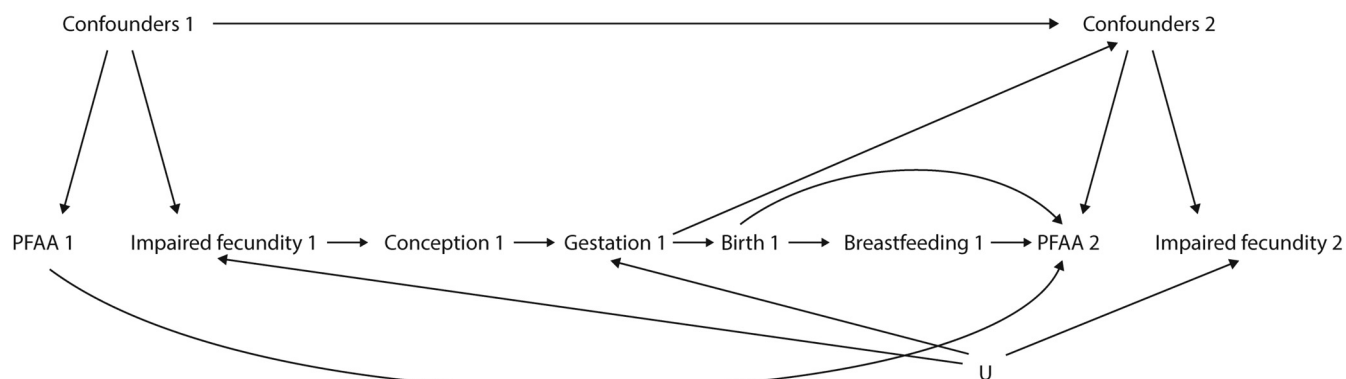 Confounders 1
Confounders 2
PFAA 1
Impaired fecundity 1
Conception 1
Gestation 1
Birth 1
Breastfeeding 1
PFAA 2
Impaired fecundity 2
U